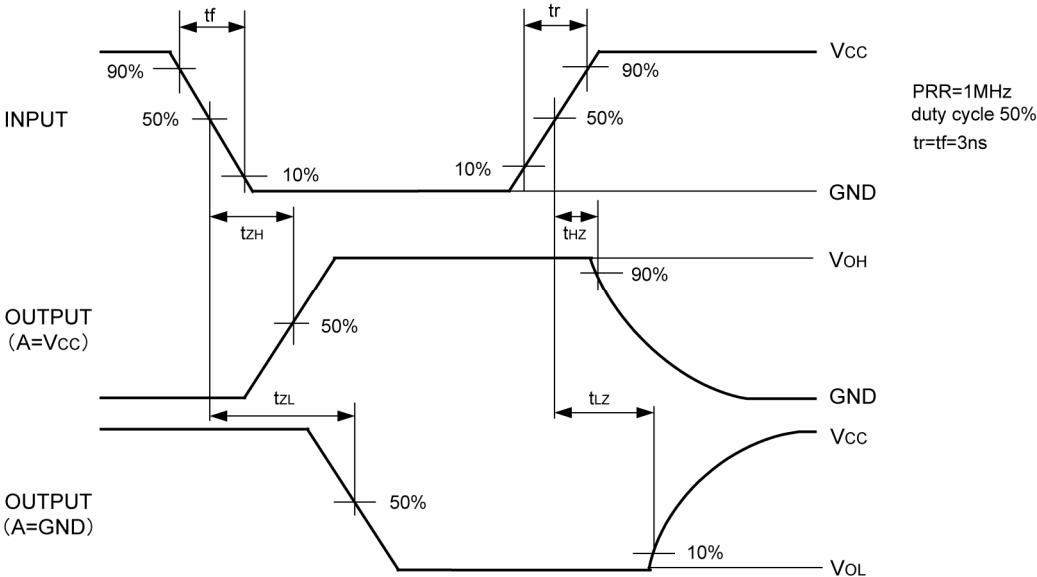 tf
tr
VCC
90%
90%
PRR=1MHz
duty cycle 50%
tr=tf=3ns
INPUT
50%
50%
10%
10%
GND
tZH
tHZ
VOH
90%
OUTPUT
(A=VCC)
50%
tZL
tLZ
GND
VCC
OUTPUT
(A=GND)
50%
10%
VOL